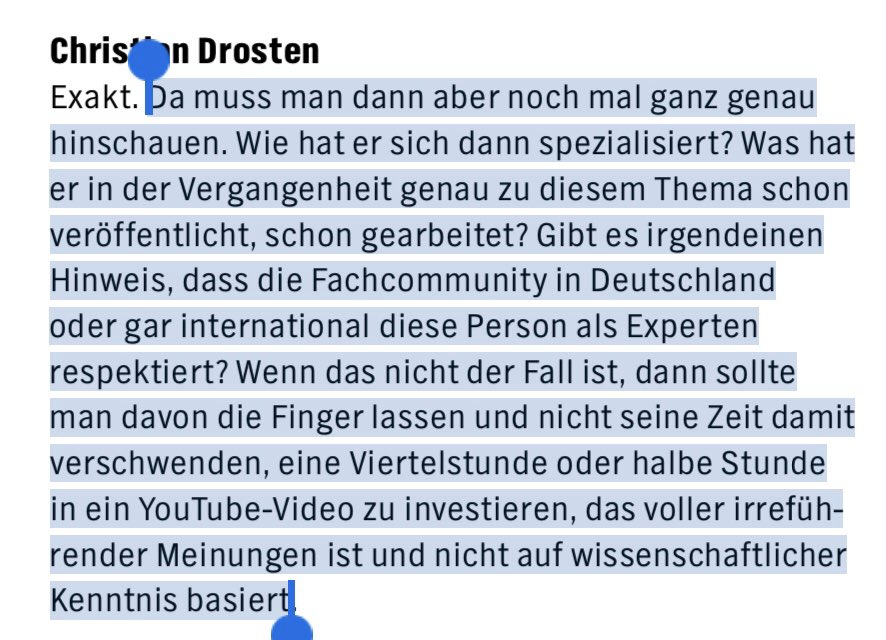 Christian Drosten
Exakt. Da muss man dann aber noch mal ganz genau
hinschauen. Wie hat er sich dann spezialisiert? Was hat
er in der Vergangenheit genau zu diesem Thema schon
veröffentlicht, schon gearbeitet? Gibt es irgendeinen
Hinweis, dass die Fachcommunity in Deutschland
oder gar international diese Person als Experten
respektiert? Wenn das nicht der Fall ist, dann sollte
man davon die Finger lassen und nicht seine Zeit damit
verschwenden, eine Viertelstunde oder halbe Stunde
in ein YouTube-Video zu investieren, das voller irrefüh-
render Meinungen ist und nicht auf wissenschaftlicher
Kenntnis basiert.